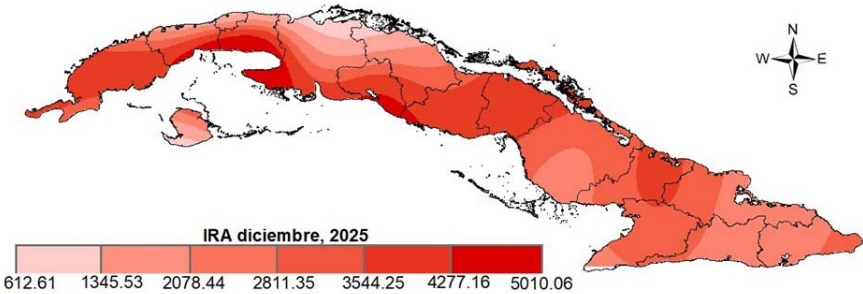 N
W E
S
IRA diciembre, 2025
612.61 1345.53 2078.44 2811.35 3544.25 4277.16 5010.06